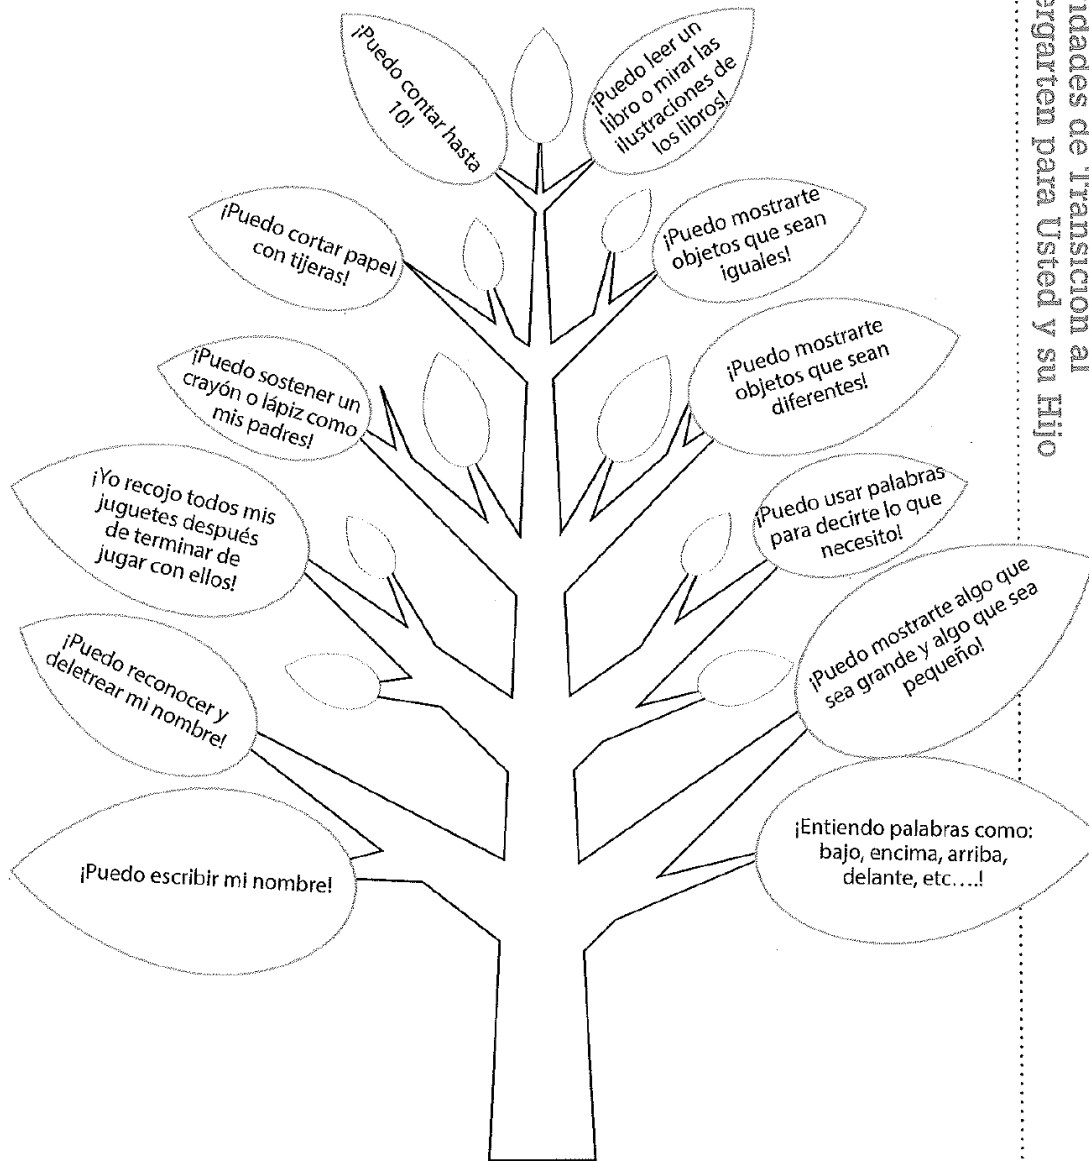 ¡Puedo contar hasta
10!
¡Puedo leer un
libro o mirar las
ilustraciones de
los libros!
¡Puedo cortar papel
con tijeras!
¡Puedo mostrarte
objetos que sean
iguales!
¡Puedo sostener un
crayón o lápiz como
mis padres!
¡Puedo mostrarte
objetos que sean
diferentes!
¡Yo recojo todos mis
juguetes después
de terminar de
jugar con ellos!
¡Puedo usar palabras
para decirte lo que
necesito!
¡Puedo reconocer y
deletrear mi nombre!
¡Puedo mostrarte algo que
sea grande y algo que sea
pequeño!
¡Puedo escribir mi nombre!
¡Entiendo palabras como:
bajo, encima, arriba,
delante, etc....!
de Transición al
para Usted y su Hijo